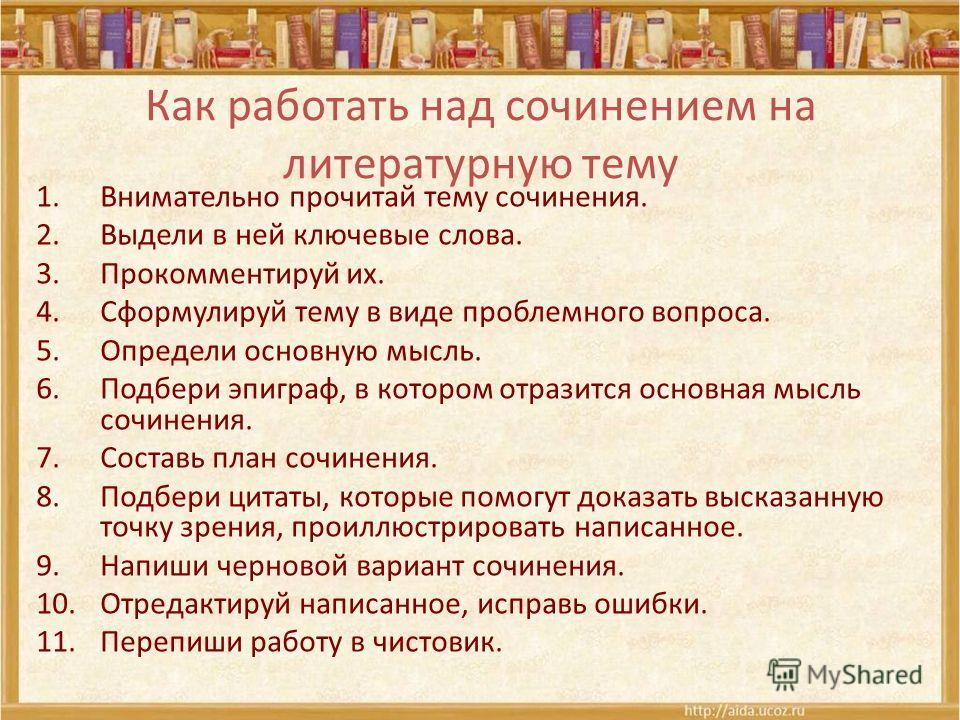 Как работать над сочинением на
литературную тему
1. Внимательно прочитай тему сочинения.
2. Выдели в ней ключевые слова.
3. Прокомментируй их.
4. Сформулируй тему в виде проблемного вопроса.
5. Определи основную мысль.
6. Подбери эпиграф, в котором отразится основная мысль
сочинения.
7. Составь план сочинения.
8. Подбери цитаты, которые помогут доказать высказанную
точку зрения, проиллюстрировать написанное.
9. Напиши черновой вариант сочинения.
10. Отредактируй написанное, исправь ошибки.
11. Перепиши работу в чистовик.
MyShared
http://aida.ucoz.ru